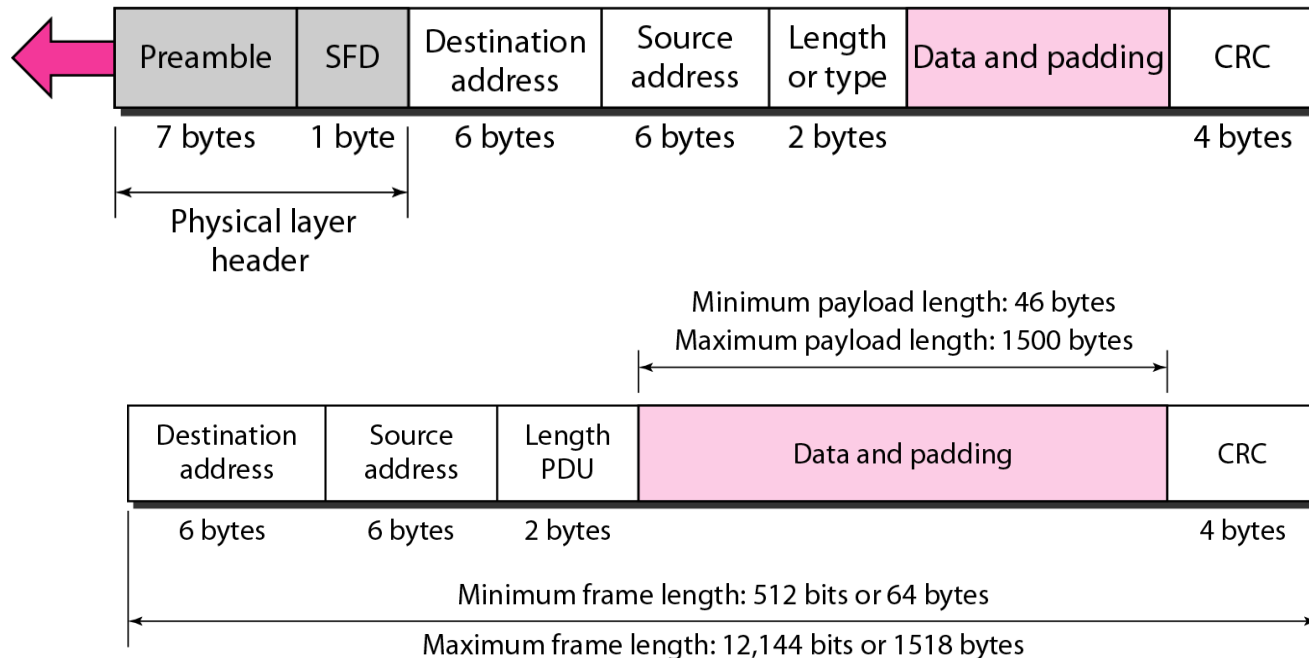 Preamble
SFD
Destination
address
Source
address
Length
or type
Data and padding
CRC
7 bytes
1 byte
6 bytes
6 bytes
2 bytes
4 bytes
Physical layer
header
Minimum payload length: 46 bytes
Maximum payload length: 1500 bytes
Destination
address
Source
address
Length
PDU
Data and padding
CRC
6 bytes
6 bytes
2 bytes
4 bytes
Minimum frame length: 512 bits or 64 bytes
Maximum frame length: 12,144 bits or 1518 bytes